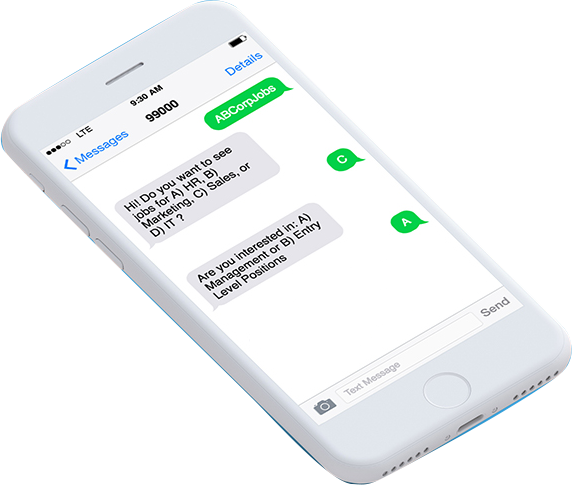 LTE
9:30 AM
Messages
99000
Details
ABCorpJobs
Hi! Do you want to see
jobs for A) HR, B)
Marketing, C) Sales, or
D) IT ?
C
Are you interested in: A)
Management or B) Entry
Level Positions
A
Text Message
Send